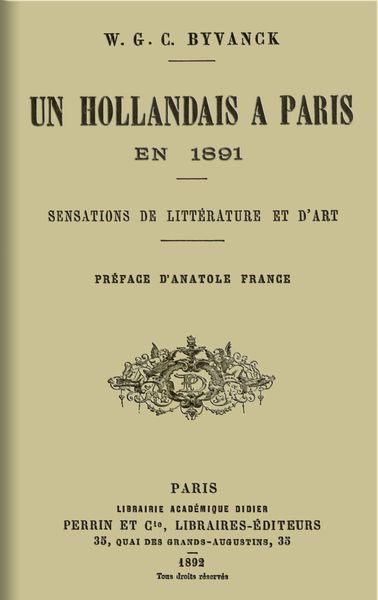 W. G. C. BYVANCK
UN HOLLANDAIS A PARIS
EN 1891
SENSATIONS DE LITTÉRATURE ET D'ART
PRÉFACE D'ANATOLE FRANCE
PARIS
LIBRAIRIE ACADÉMIQUE DIDIER
PERRIN ET Cie, LIBRAIRES-ÉDITEURS
35, QUAI DES GRANDS-AUGUSTINS, 35
1892
Tous droits réservés